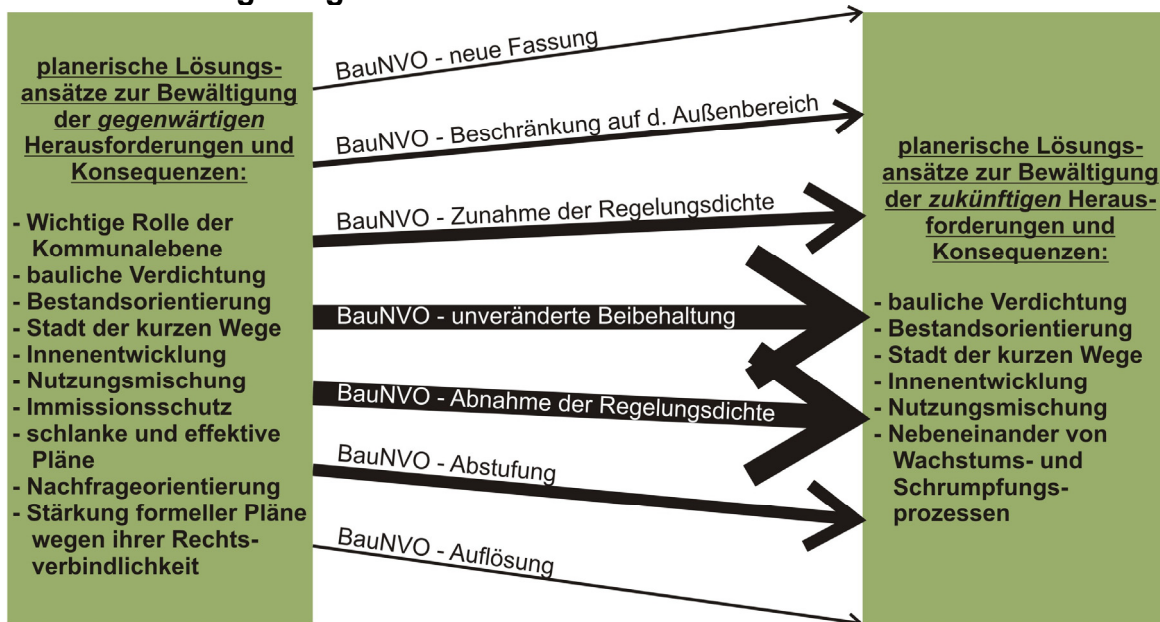 planerische Lösungs-
ansätze zur Bewältigung
der gegenwärtigen
Herausforderungen und
Konsequenzen:
- Wichtige Rolle der
Kommunalebene
- bauliche Verdichtung
- Bestandsorientierung
- Stadt der kurzen Wege
- Innenentwicklung
- Nutzungsmischung
- Immissionsschutz
- schlanke und effektive
Pläne
- Nachfrageorientierung
- Stärkung formeller Pläne
wegen ihrer Rechts-
verbindlichkeit
BauNVO - neue Fassung
BauNVO - Beschränkung auf d. Außenbereich
BauNVO - Zunahme der Regelungsdichte
BauNVO - unveränderte Beibehaltung
BauNVO - Abnahme der Regelungsdichte
BauNVO - Abstufung
BauNVO - Auflösung
planerische Lösungs-
ansätze zur Bewältigung
der zukünftigen Heraus-
forderungen und
Konsequenzen:
- bauliche Verdichtung
- Bestandsorientierung
- Stadt der kurzen Wege
- Innenentwicklung
- Nutzungsmischung
- Nebeneinander von
Wachstums- und
Schrumpfungs-
prozessen